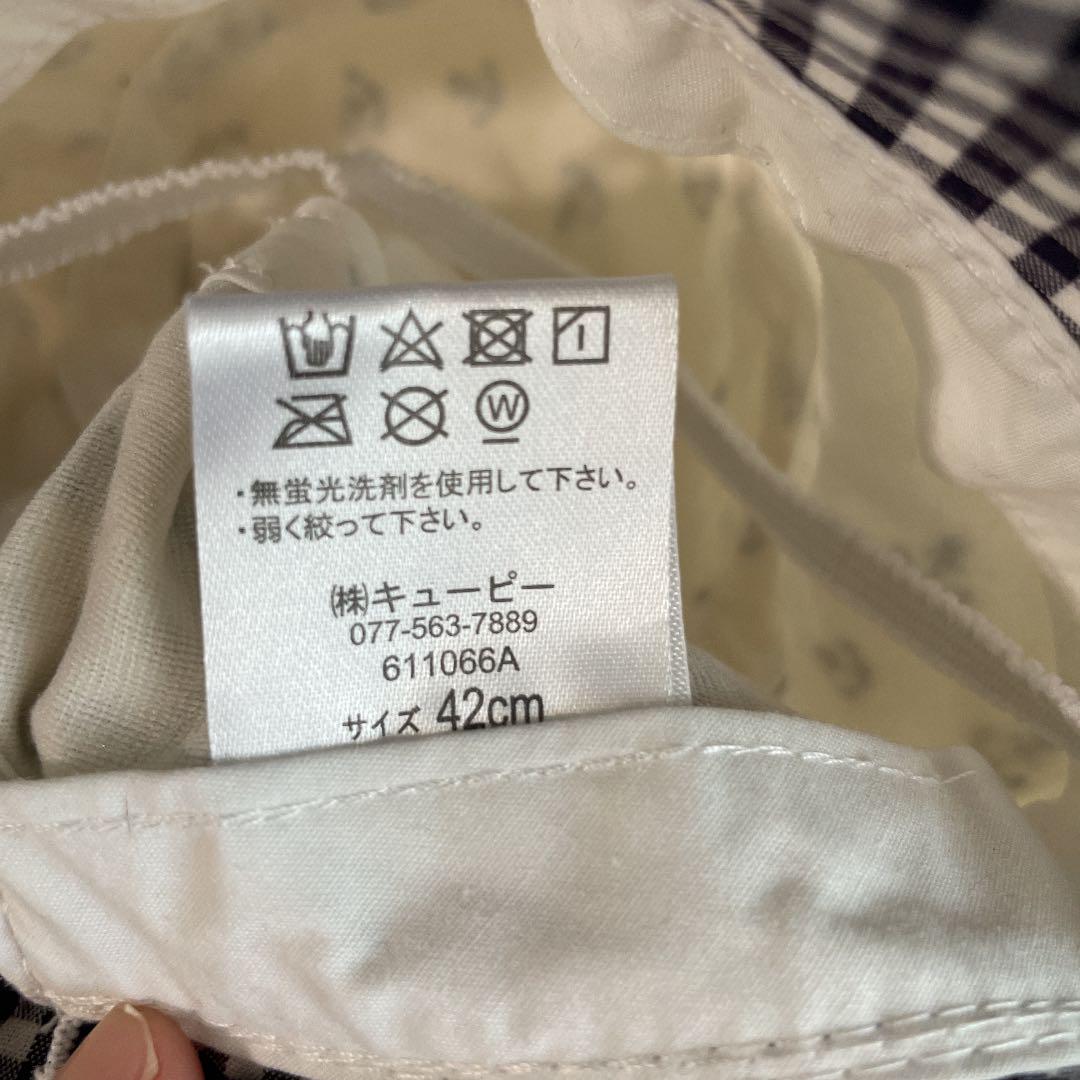 W
・無蛍光洗剤を使用して下さい。
・弱く絞って下さい。
㈱キューピー
077-563-7889
611066A
サイズ 42cm